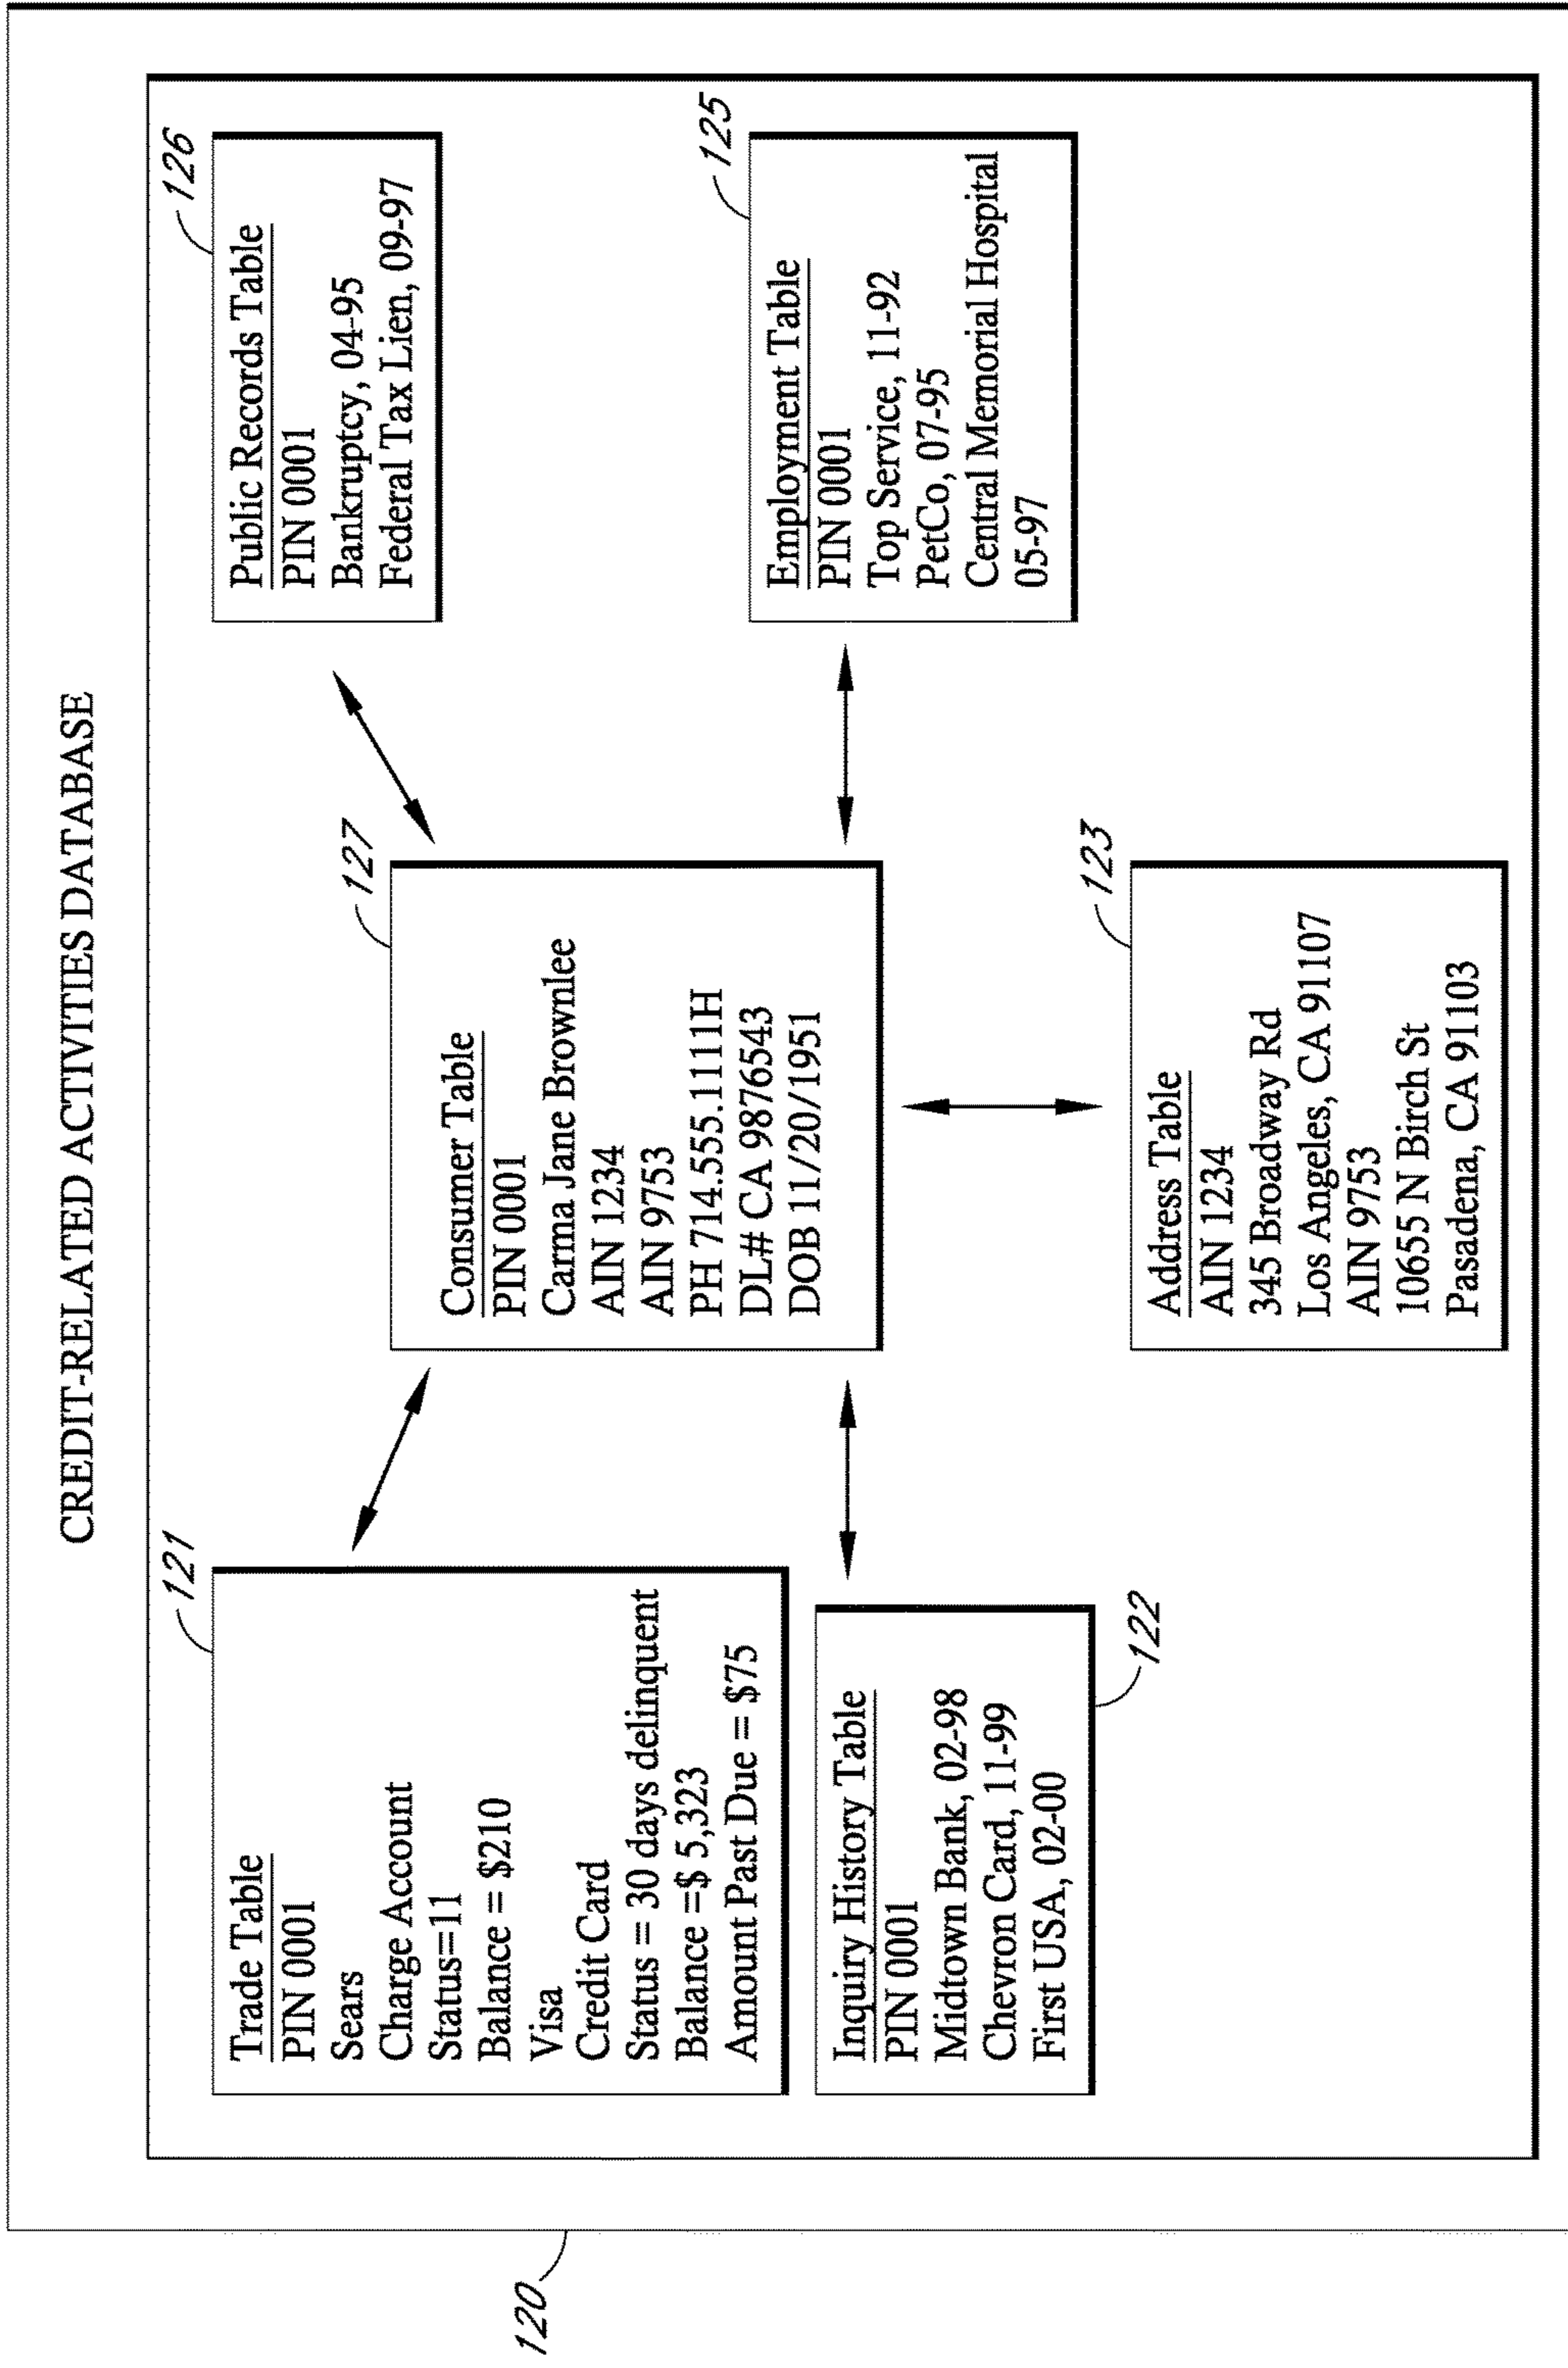 CREDIT-RELATED ACTIVITIES DATABASE
120
121
Trade Table
PIN 0001
Sears
Charge Account
Status=11
Balance = $210
Visa
Credit Card
Status = 30 days delinquent
Balance =$ 5,323
Amount Past Due = $75
Inquiry History Table
PIN 0001
Midtown Bank, 02-98
Chevron Card, 11-99
First USA, 02-00
122
127
Consumer Table
PIN 0001
Carma Jane Brownlee
AIN 1234
AIN 9753
PH 714.555.1111H
DL# CA 9876543
DOB 11/20/1951
123
Address Table
AIN 1234
345 Broadway Rd
Los Angeles, CA 91107
AIN 9753
10655 N Birch St
Pasadena, CA 91103
126
Public Records Table
PIN 0001
Bankruptcy, 04-95
Federal Tax Lien, 09-97
125
Employment Table
PIN 0001
Top Service, 11-92
PetCo, 07-95
Central Memorial Hospital
05-97